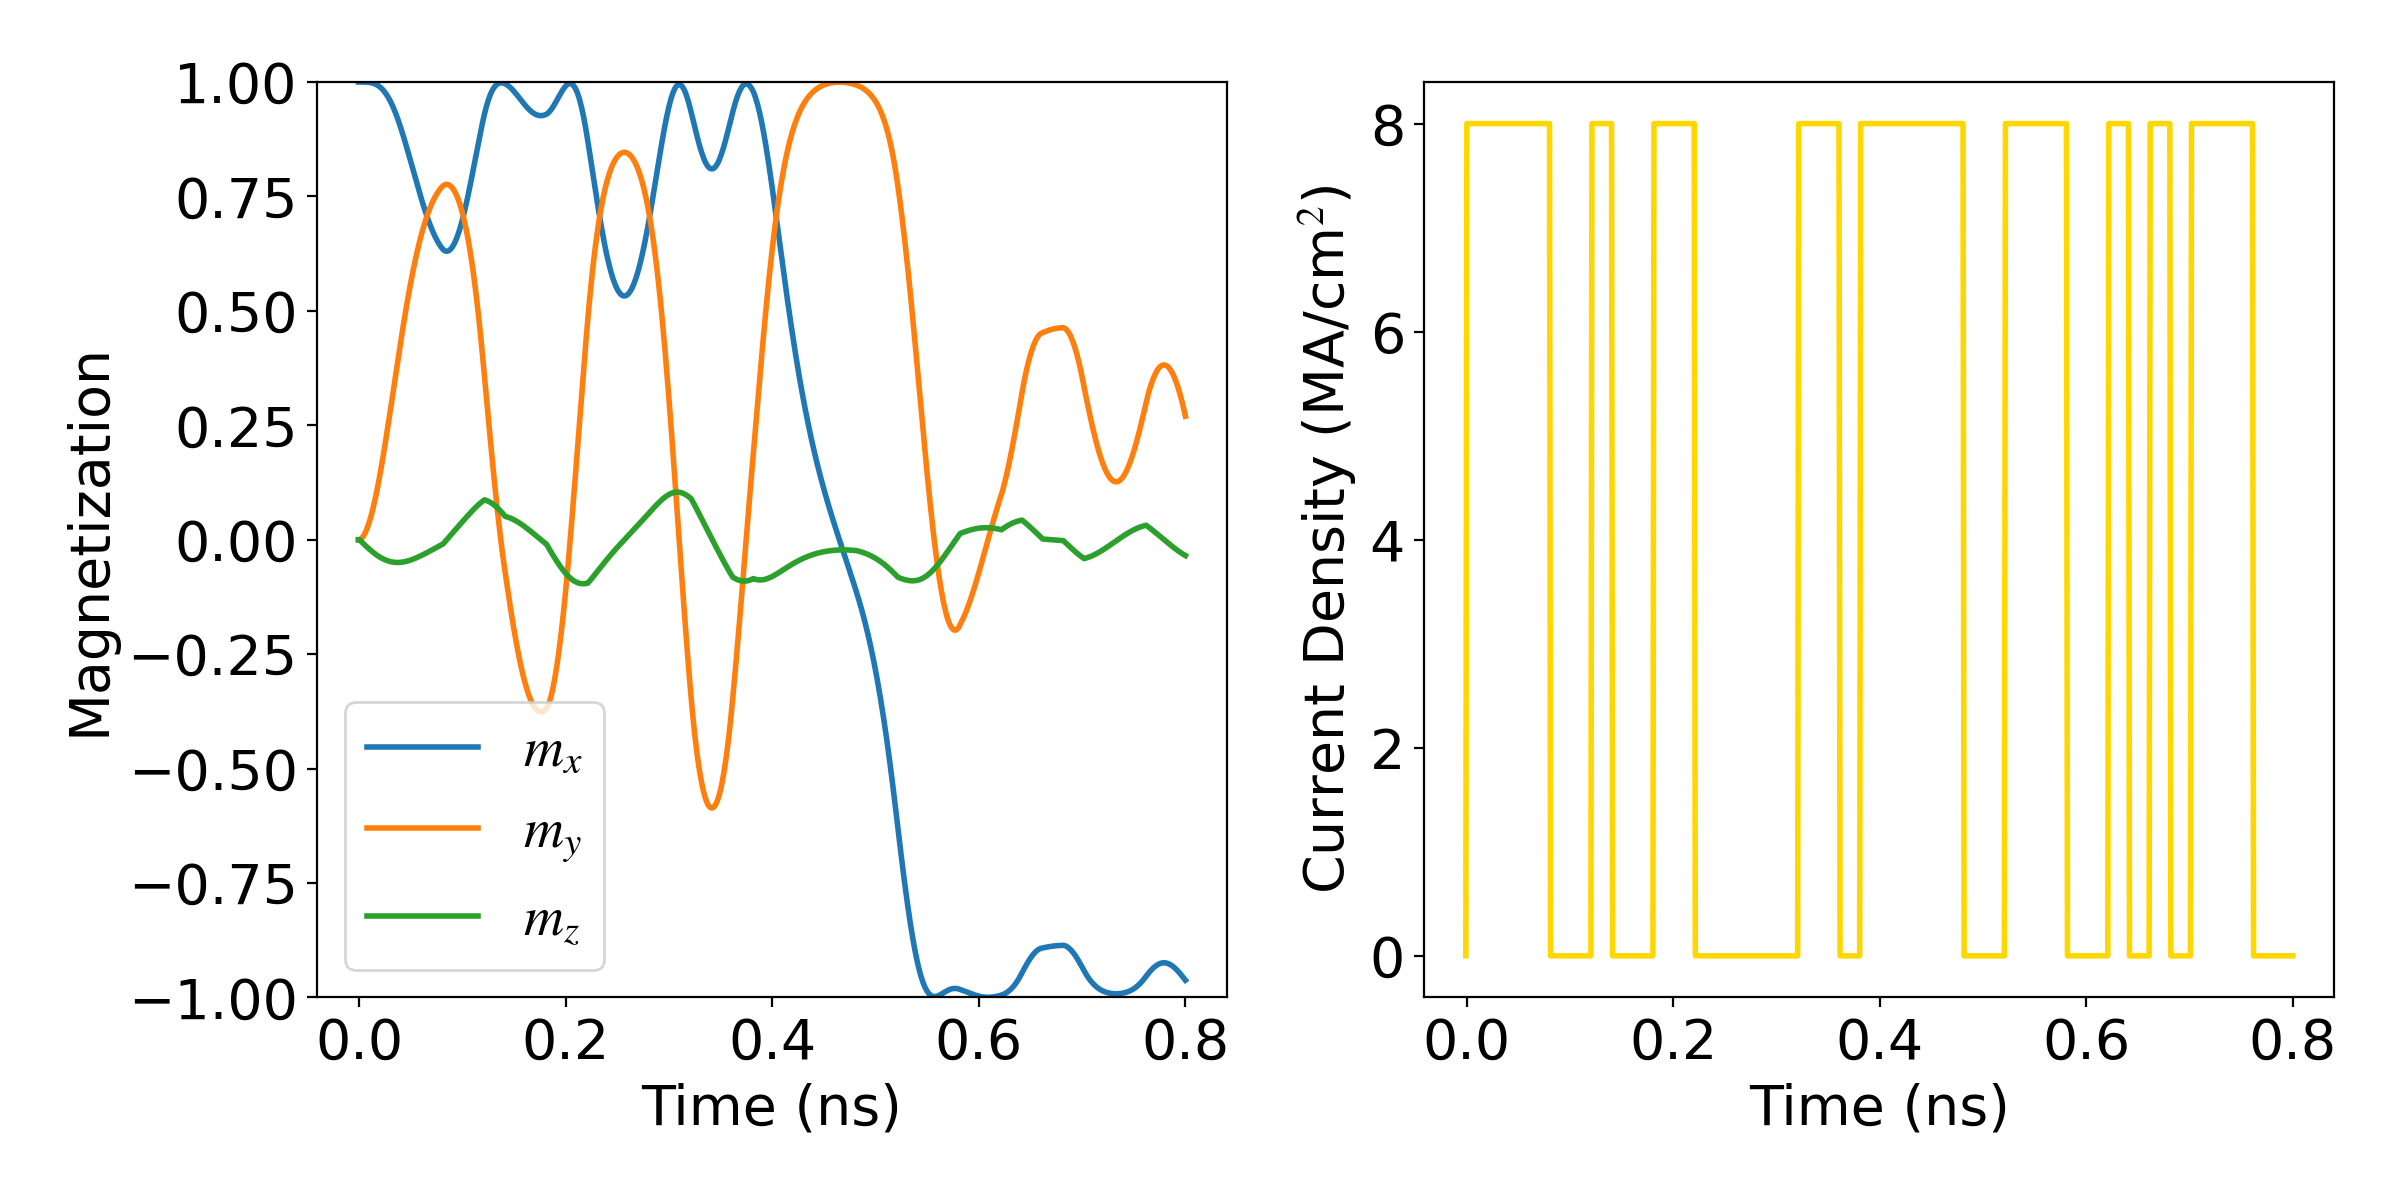 1.00
0.75
0.50
0.25
0.00
−0.25
−0.50
−0.75
−1.00
Magnetization
m_x
m_y
m_z
0.0 0.2 0.4 0.6 0.8
Time (ns)
8
6
4
2
0
Current Density (MA/cm²)
0.0 0.2 0.4 0.6 0.8
Time (ns)